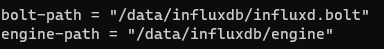 bolt-path = "/data/influxdb/influxd.bolt"
engine-path = "/data/influxdb/engine"